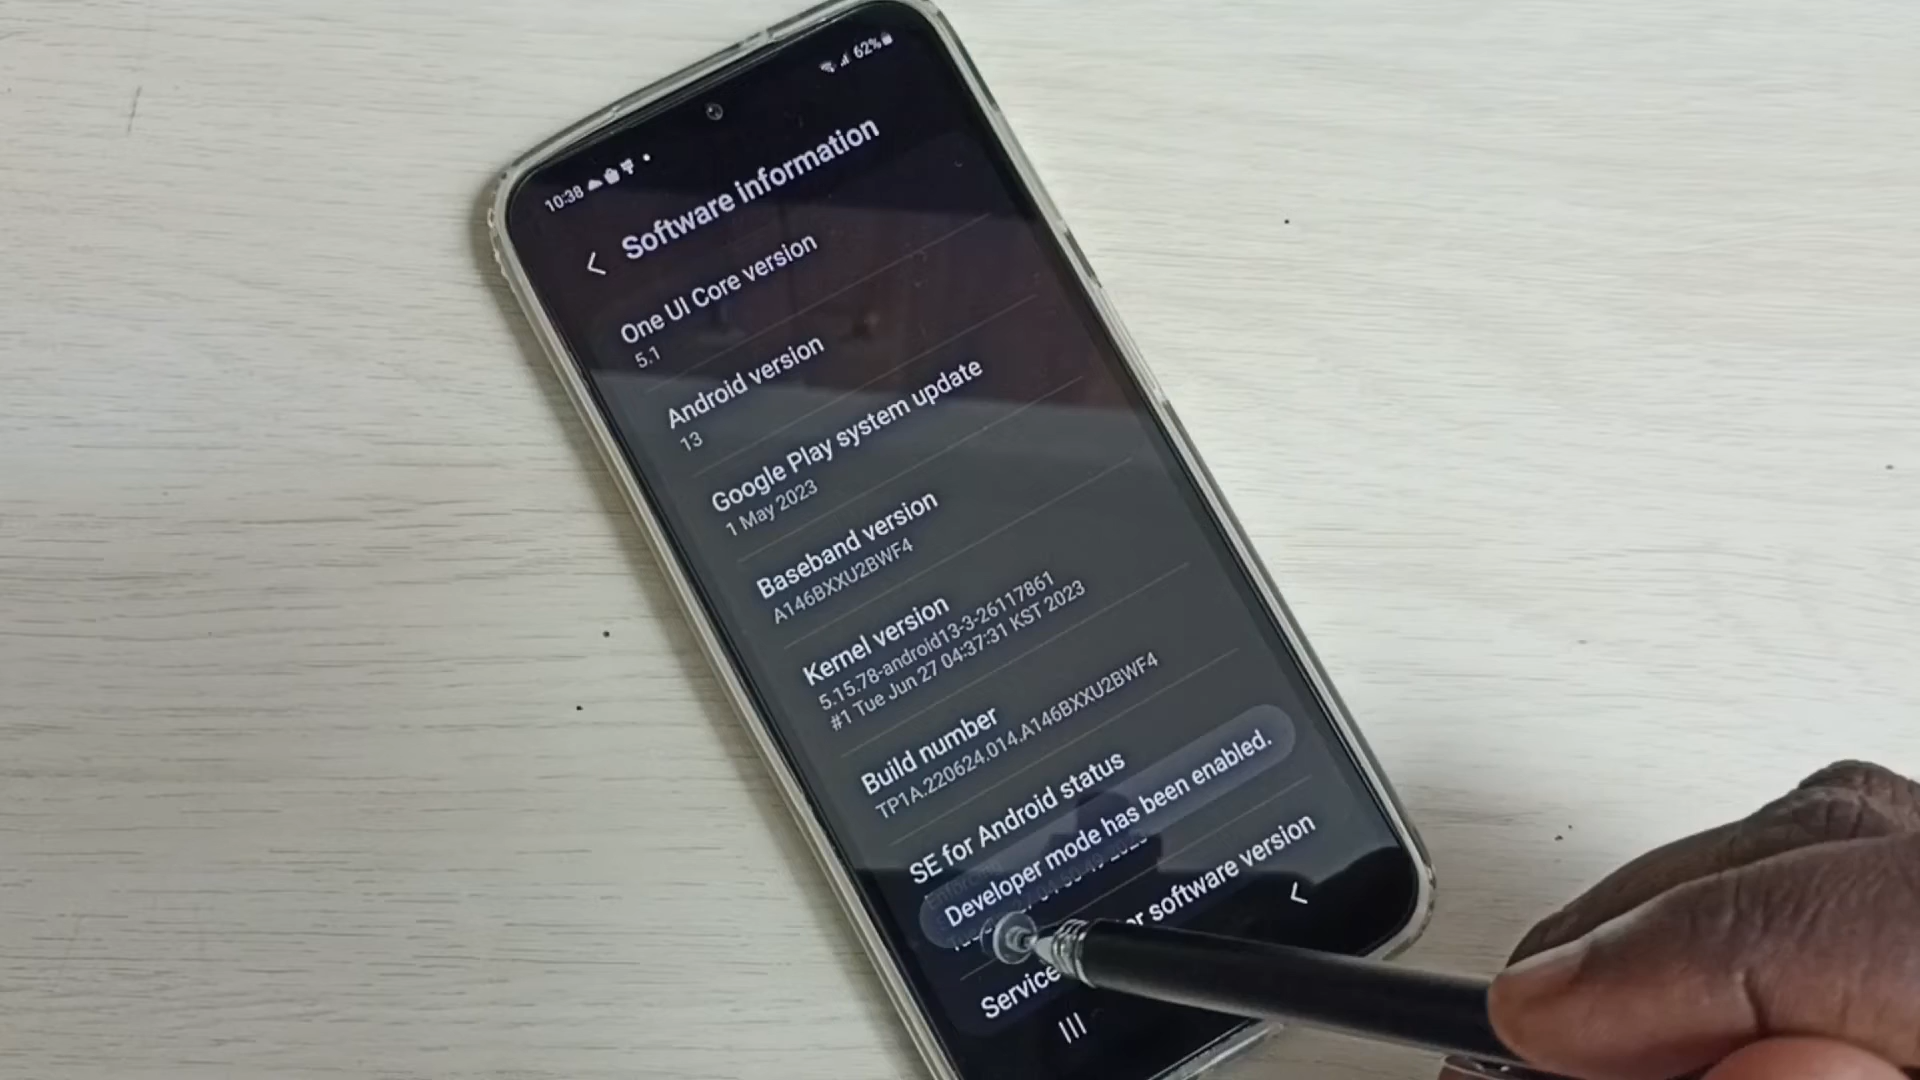 10:38
62%
Software information
One UI Core version
5.1
Android version
13
Google Play system update
1 May 2023
Baseband version
A146BXXU2BWF4
Kernel version
5.15.78-android13-3-26117861
#1 Tue Jun 27 04:37:31 KST 2023
Build number
TP1A.220624.014.A146BXXU2BWF4
SE for Android status
Enforcing
Developer mode has been enabled.
Service software version